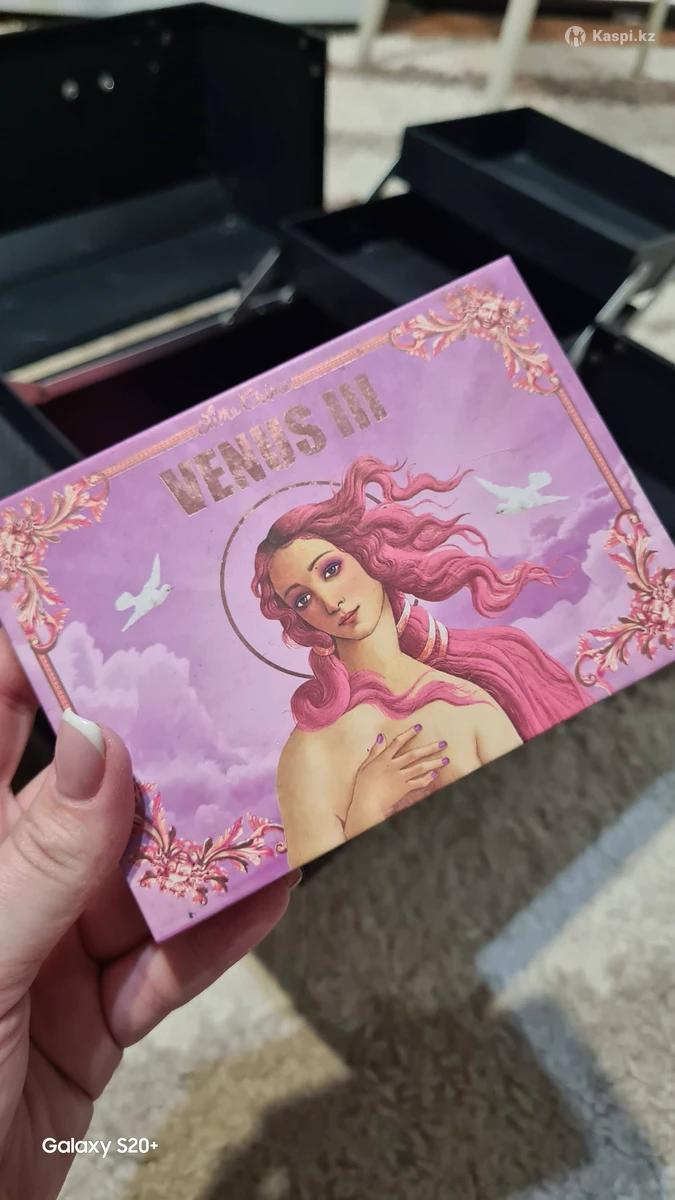 Kaspi.kz
Lime Crime
VENUS III
Galaxy S20+